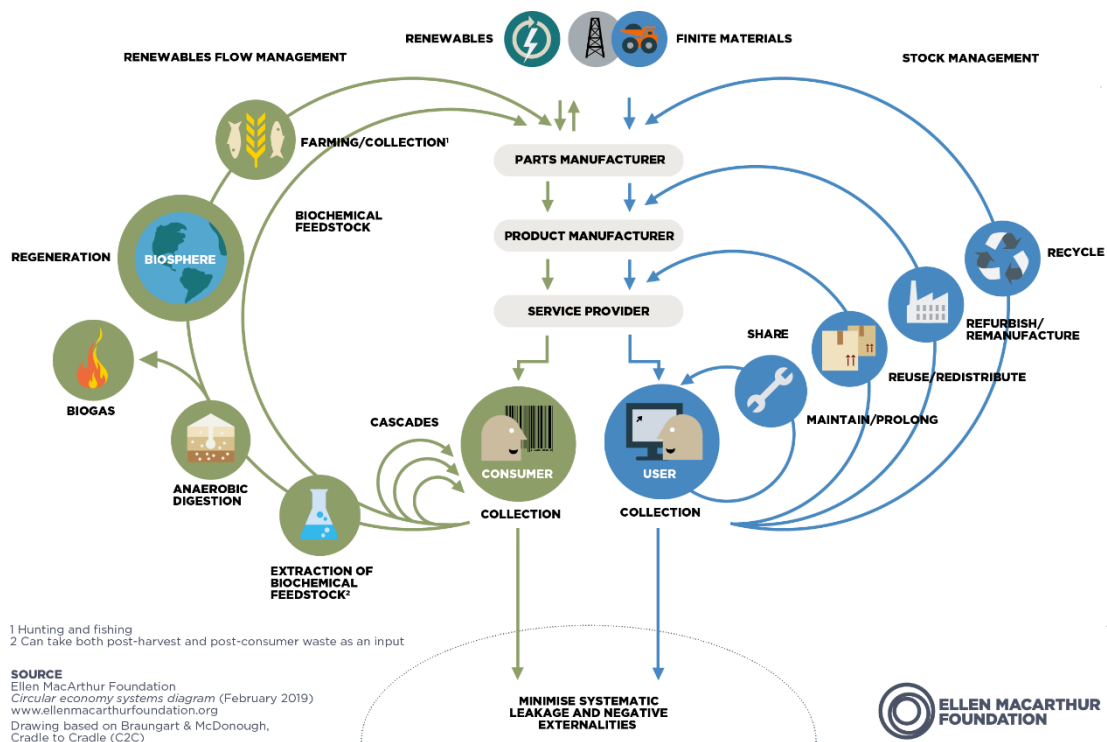 RENEWABLES
FINITE MATERIALS
RENEWABLES FLOW MANAGEMENT
STOCK MANAGEMENT
FARMING/COLLECTION¹
PARTS MANUFACTURER
BIOCHEMICAL
FEEDSTOCK
PRODUCT MANUFACTURER
REGENERATION
BIOSPHERE
RECYCLE
SERVICE PROVIDER
SHARE
REFURBISH/
REMANUFACTURE
REUSE/REDISTRIBUTE
BIOGAS
CASCADES
MAINTAIN/PROLONG
CONSUMER
USER
ANAEROBIC
DIGESTION
COLLECTION
COLLECTION
EXTRACTION OF
BIOCHEMICAL
FEEDSTOCK²
1 Hunting and fishing
2 Can take both post-harvest and post-consumer waste as an input
SOURCE
Ellen MacArthur Foundation
Circular economy systems diagram (February 2019)
www.ellenmacarthurfoundation.org
Drawing based on Braungart & McDonough,
Cradle to Cradle (C2C)
MINIMISE SYSTEMATIC
LEAKAGE AND NEGATIVE
EXTERNALITIES
ELLEN MACARTHUR
FOUNDATION